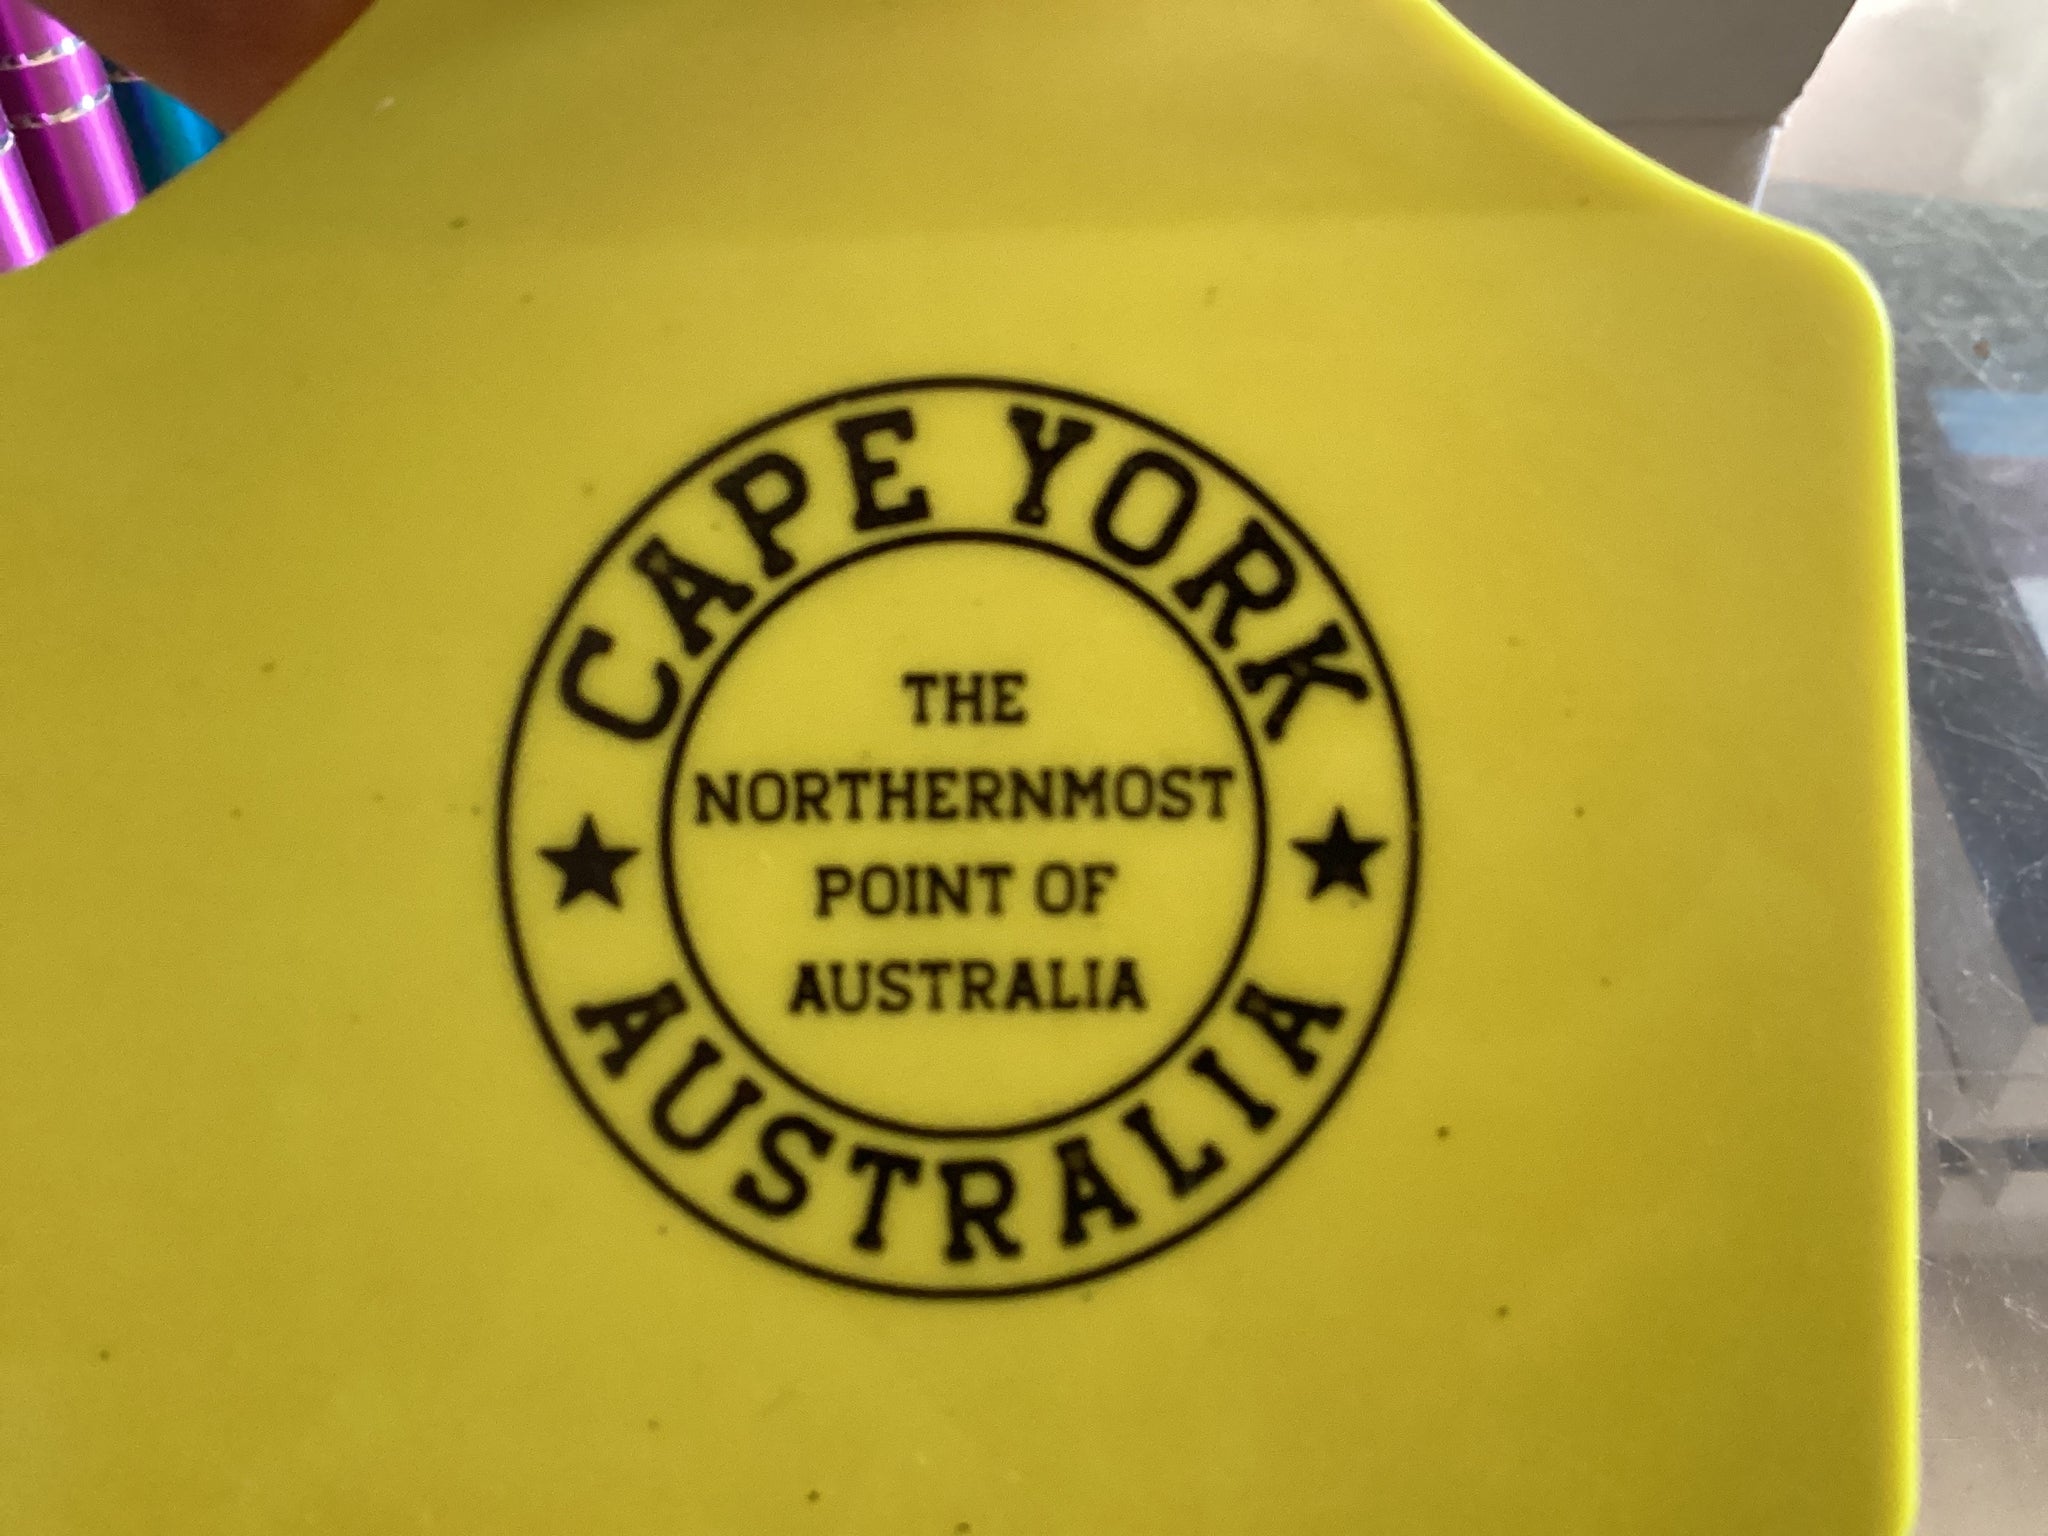 CAPE YORK
THE
NORTHERNMOST
POINT OF
AUSTRALIA
AUSTRALIA